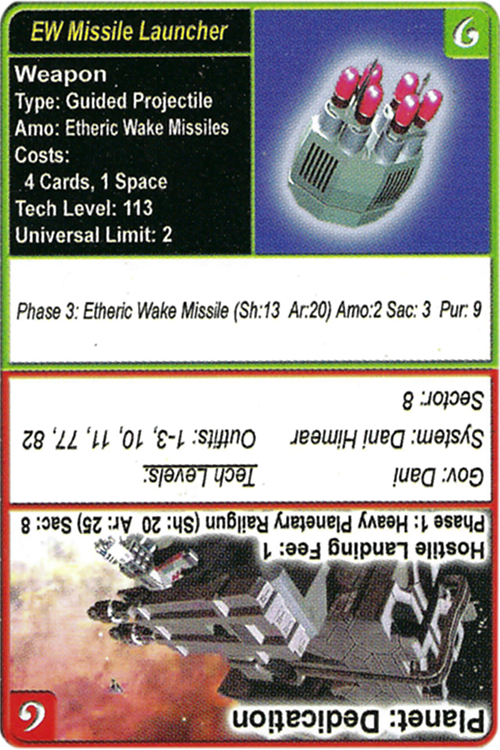 EW Missile Launcher
Weapon
Type: Guided Projectile
Amo: Etheric Wake Missiles
Costs:
4 Cards, 1 Space
Tech Level: 113
Universal Limit: 2
Phase 3: Etheric Wake Missile (Sh:13 Ar:20) Amo:2 Sac: 3 Pur: 9
Planet: Dedication
Hostile Landing Fee: 1
Phase 1: Heavy Planetary Railgun (Sh: 20 Ar: 25) Sac: 8
Gov: Dani
Tech Levels:
System: Dani Himear
Outfits: 1-3, 10, 11, 77, 82
Sector: 8